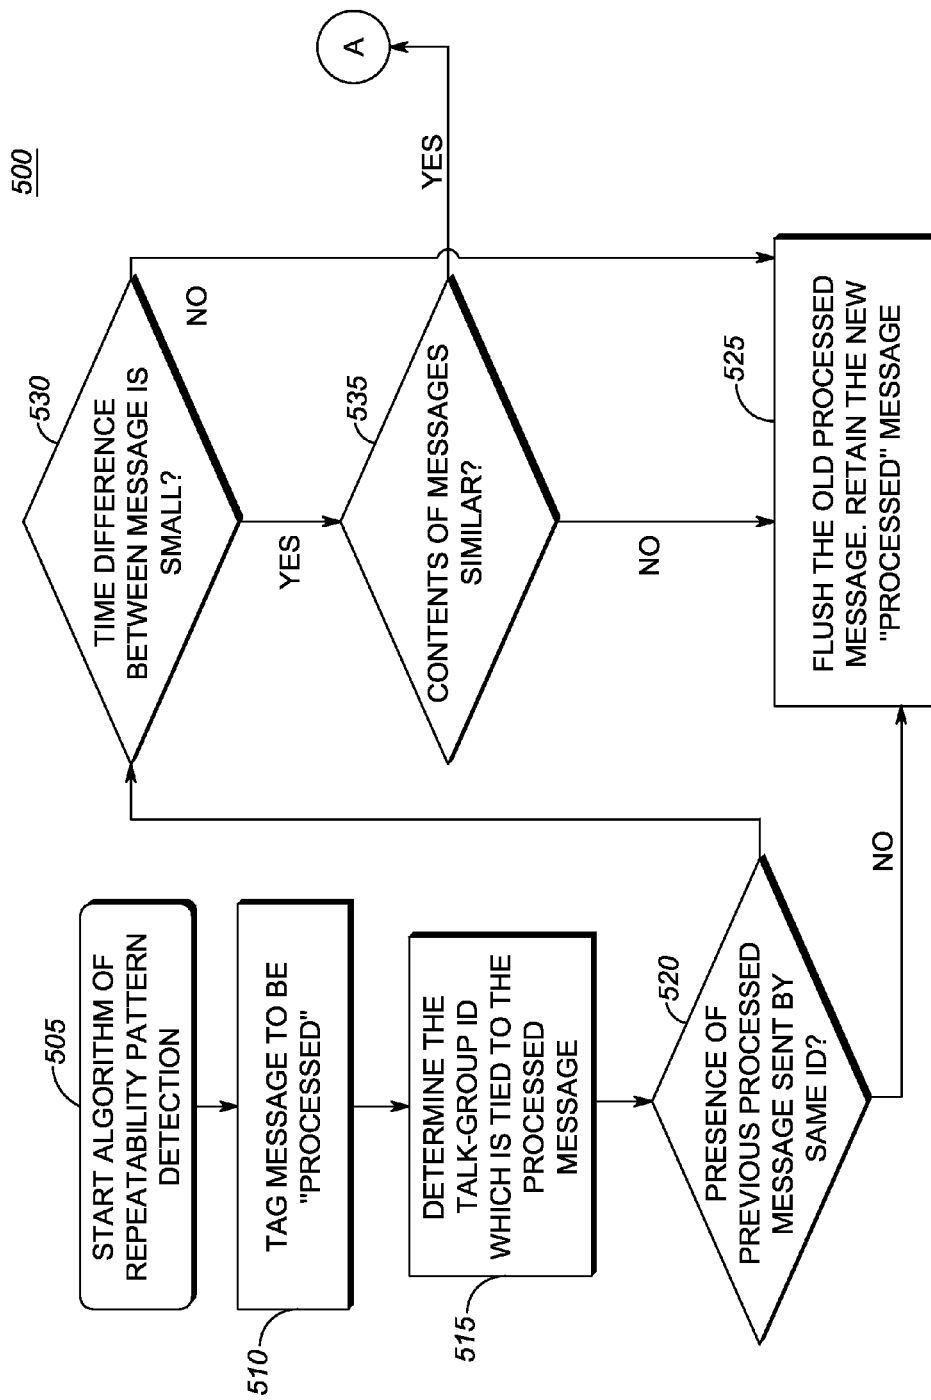 500
505
START ALGORITHM OF
REPEATABILITY PATTERN
DETECTION
510
TAG MESSAGE TO BE
"PROCESSED"
515
DETERMINE THE
TALK-GROUP ID
WHICH IS TIED TO THE
PROCESSED
MESSAGE
520
PRESENCE OF
PREVIOUS PROCESSED
MESSAGE SENT BY
SAME ID?
NO
530
TIME DIFFERENCE
BETWEEN MESSAGE IS
SMALL?
NO
YES
535
CONTENTS OF MESSAGES
SIMILAR?
YES
A
NO
525
FLUSH THE OLD PROCESSED
MESSAGE. RETAIN THE NEW
"PROCESSED" MESSAGE